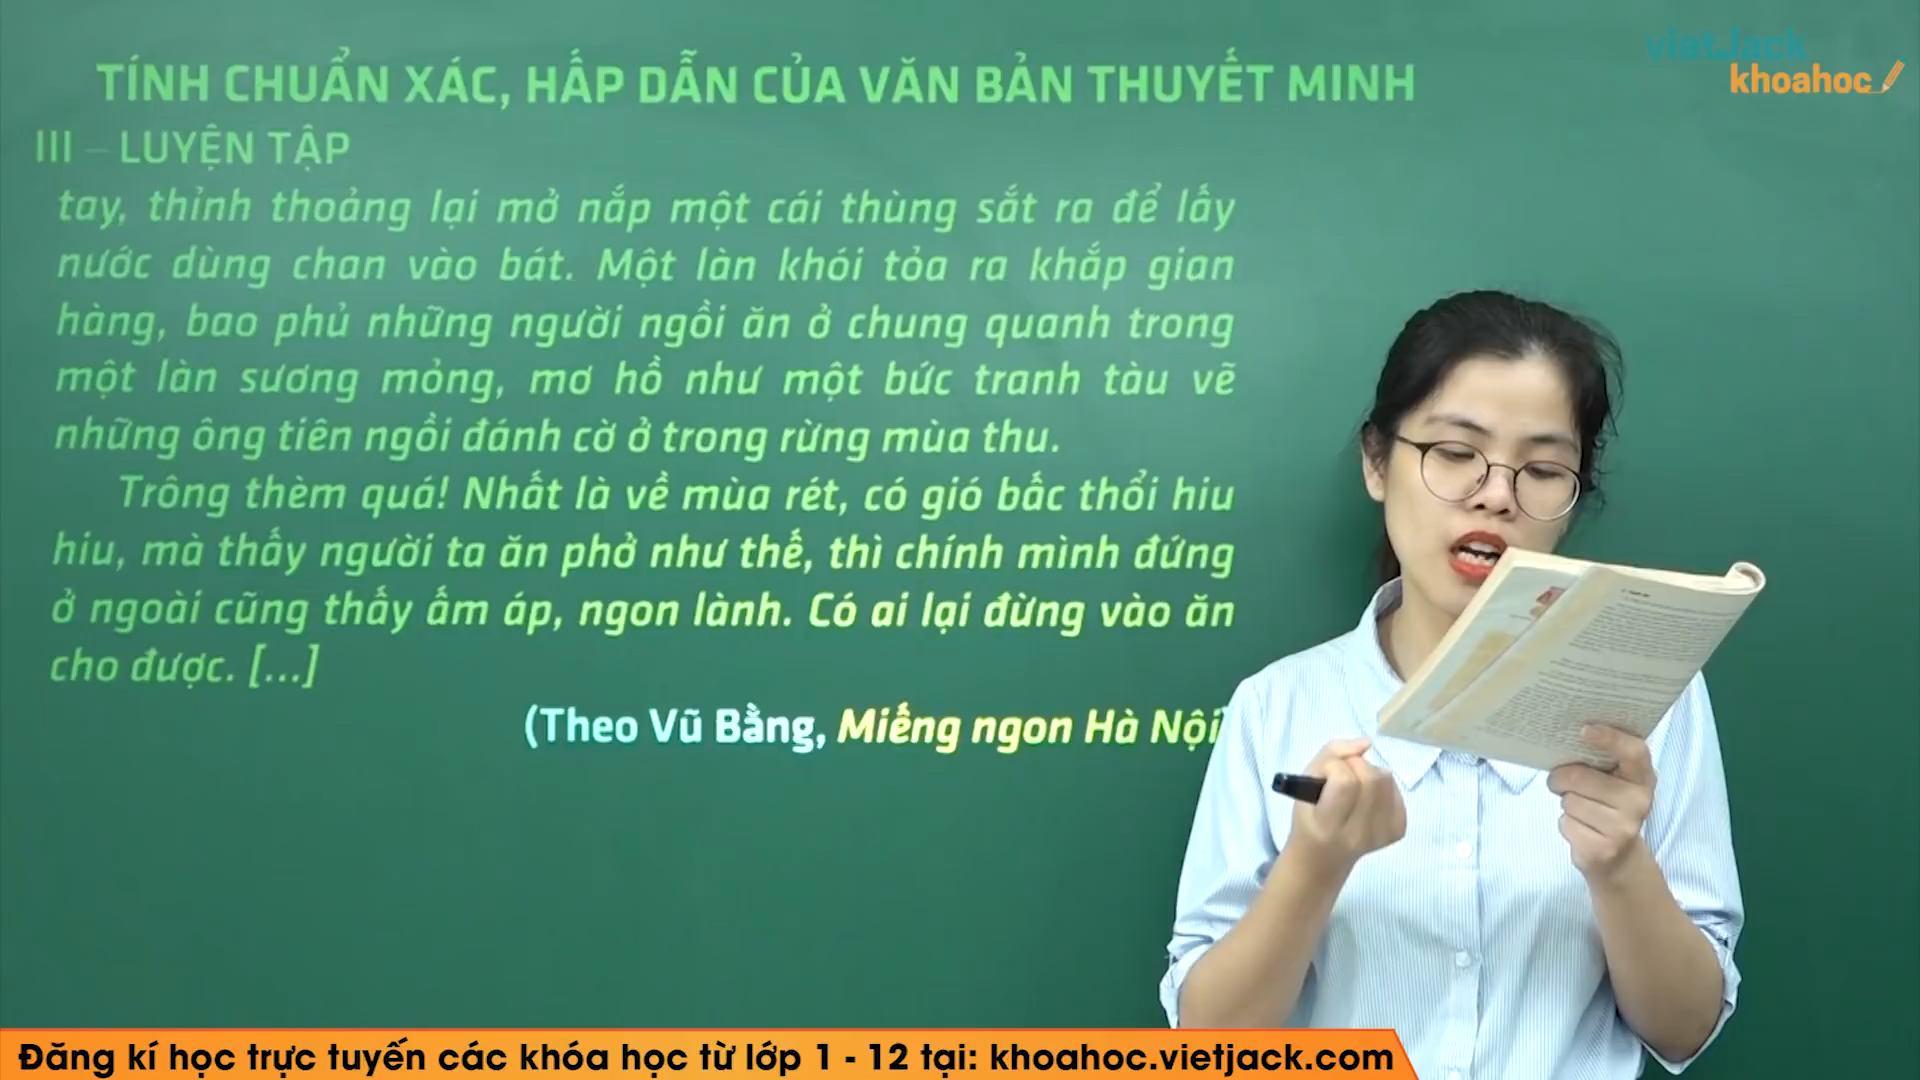 vietJack
khoahoc
TÍNH CHUẨN XÁC, HẤP DẪN CỦA VĂN BẢN THUYẾT MINH
III – LUYỆN TẬP
tay, thỉnh thoảng lại mở nắp một cái thùng sắt ra để lấy
nước dùng chan vào bát. Một làn khói tỏa ra khắp gian
hàng, bao phủ những người ngồi ăn ở chung quanh trong
một làn sương mỏng, mơ hồ như một bức tranh tàu vẽ
những ông tiên ngồi đánh cờ ở trong rừng mùa thu.
Trông thèm quá! Nhất là về mùa rét, có gió bấc thổi hiu
hiu, mà thấy người ta ăn phở như thế, thì chính mình đứng
ở ngoài cũng thấy ấm áp, ngon lành. Có ai lại đừng vào ăn
cho được. [...]
(Theo Vũ Bằng, Miếng ngon Hà Nội)
Đăng kí học trực tuyến các khóa học từ lớp 1 - 12 tại: khoahoc.vietjack.com